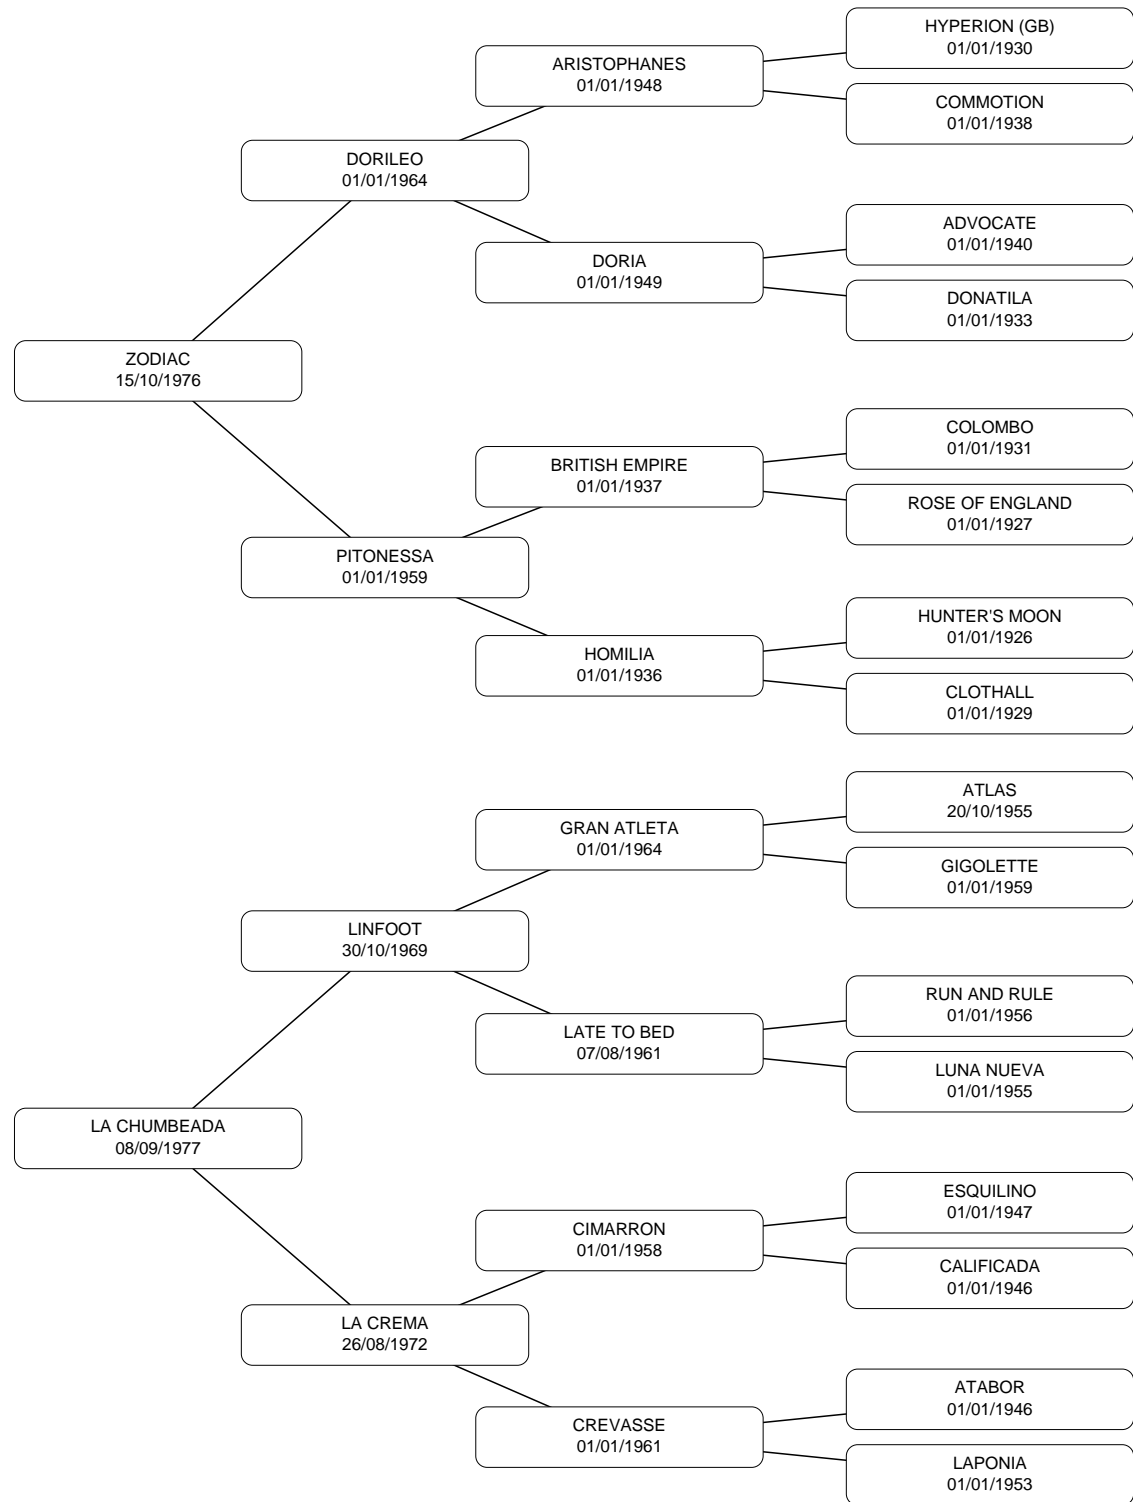 HYPERION (GB)
01/01/1930
ARISTOPHANES
01/01/1948
COMMOTION
01/01/1938
DORILEO
01/01/1964
ADVOCATE
01/01/1940
DORIA
01/01/1949
DONATILA
01/01/1933
ZODIAC
15/10/1976
COLOMBO
01/01/1931
BRITISH EMPIRE
01/01/1937
ROSE OF ENGLAND
01/01/1927
PITONESSA
01/01/1959
HUNTER'S MOON
01/01/1926
HOMILIA
01/01/1936
CLOTHALL
01/01/1929
ATLAS
20/10/1955
GRAN ATLETA
01/01/1964
GIGOLETTE
01/01/1959
LINFOOT
30/10/1969
RUN AND RULE
01/01/1956
LATE TO BED
07/08/1961
LUNA NUEVA
01/01/1955
LA CHUMBEADA
08/09/1977
ESQUILINO
01/01/1947
CIMARRON
01/01/1958
CALIFICADA
01/01/1946
LA CREMA
26/08/1972
ATABOR
01/01/1946
CREVASSE
01/01/1961
LAPONIA
01/01/1953